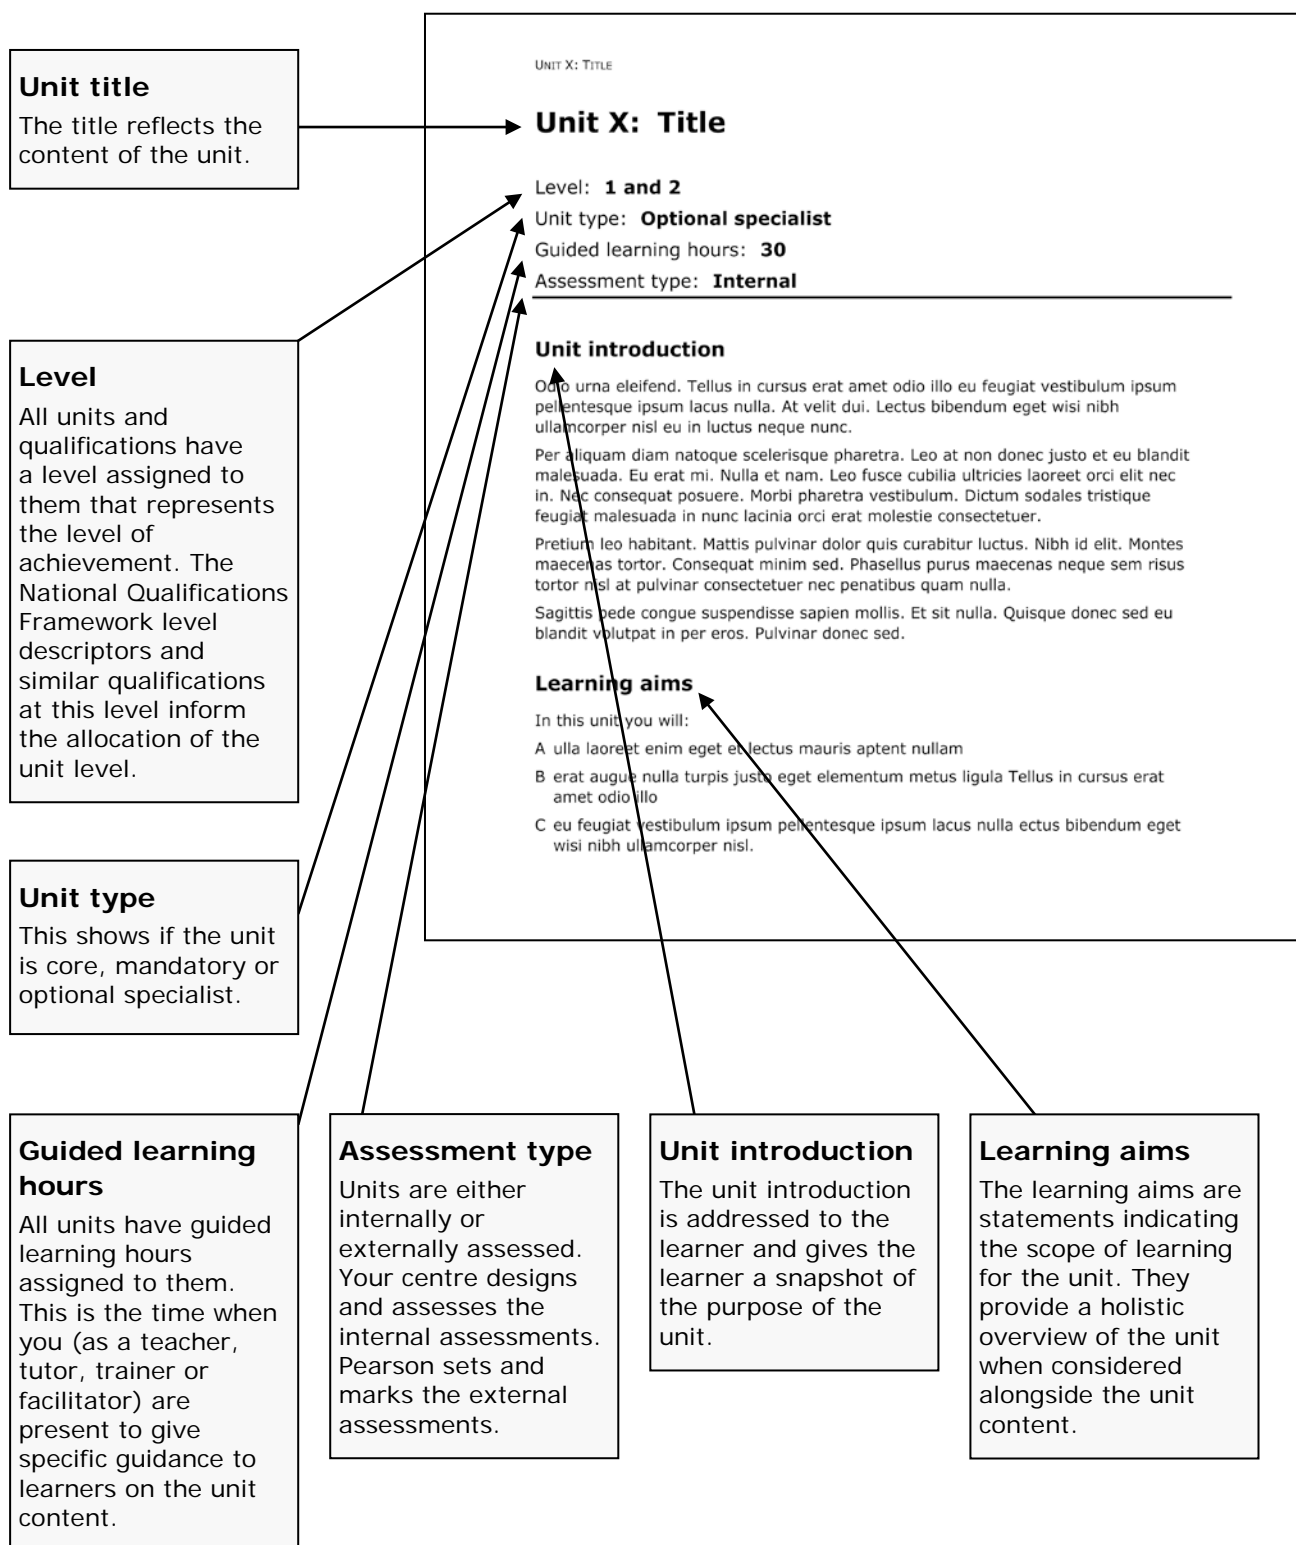 UNIT X: TITLE
Unit title
The title reflects the
content of the unit.
Unit X: Title
Level: 1 and 2
Unit type: Optional specialist
Guided learning hours: 30
Assessment type: Internal
Unit introduction
Odio urna eleifend. Tellus in cursus erat amet odio illo eu feugiat vestibulum ipsum
pellentesque ipsum lacus nulla. At velit dui. Lectus bibendum eget wisi nibh
ullamcorper nisl eu in luctus neque nunc.
Per aliquam diam natoque scelerisque pharetra. Leo at non donec justo et eu blandit
malesuada. Eu erat mi. Nulla et nam. Leo fusce cubilia ultricies laoreet orci elit nec
in. Nec consequat posuere. Morbi pharetra vestibulum. Dictum sodales tristique
feugiat malesuada in nunc lacinia orci erat molestie consectetuer.
Pretium leo habitant. Mattis pulvinar dolor quis curabitur luctus. Nibh id elit. Montes
maecenas tortor. Consequat minim sed. Phasellus purus maecenas neque sem risus
tortor nisl at pulvinar consectetuer nec penatibus quam nulla.
Sagittis pede congue suspendisse sapien mollis. Et sit nulla. Quisque donec sed eu
blandit volutpat in per eros. Pulvinar donec sed.
Learning aims
In this unit you will:
A ulla laoreet enim eget et lectus mauris aptent nullam
B erat augue nulla turpis justo eget elementum metus ligula Tellus in cursus erat
amet odio illo
C eu feugiat vestibulum ipsum pellentesque ipsum lacus nulla ectus bibendum eget
wisi nibh ullamcorper nisl.
Level
All units and
qualifications have
a level assigned to
them that represents
the level of
achievement. The
National Qualifications
Framework level
descriptors and
similar qualifications
at this level inform
the allocation of the
unit level.
Unit type
This shows if the unit
is core, mandatory or
optional specialist.
Guided learning
hours
All units have guided
learning hours
assigned to them.
This is the time when
you (as a teacher,
tutor, trainer or
facilitator) are
present to give
specific guidance to
learners on the unit
content.
Assessment type
Units are either
internally or
externally assessed.
Your centre designs
and assesses the
internal assessments.
Pearson sets and
marks the external
assessments.
Unit introduction
The unit introduction
is addressed to the
learner and gives the
learner a snapshot of
the purpose of the
unit.
Learning aims
The learning aims are
statements indicating
the scope of learning
for the unit. They
provide a holistic
overview of the unit
when considered
alongside the unit
content.